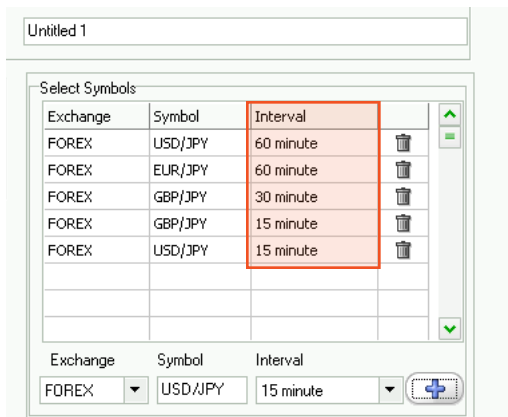 Untitled 1
Select Symbols
Exchange Symbol Interval
FOREX USD/JPY 60 minute
FOREX EUR/JPY 60 minute
FOREX GBP/JPY 30 minute
FOREX GBP/JPY 15 minute
FOREX USD/JPY 15 minute
Exchange Symbol Interval
FOREX USD/JPY 15 minute